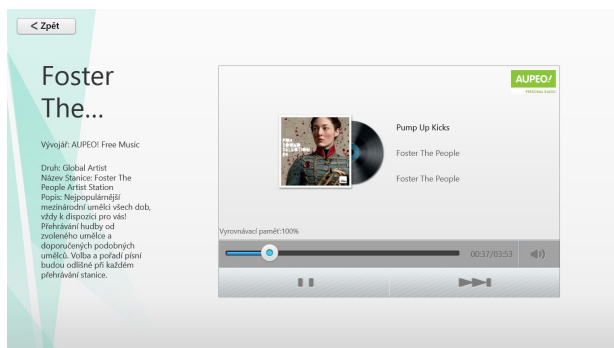 < Zpět
Foster
The...
Vývojář: AUPEO! Free Music
Druh: Global Artist
Název Stanice: Foster The
People Artist Station
Popis: Nejpopulárnější
mezinárodní umělci všech dob,
vždy k dispozici pro vás!
Přehrávání hudby od
zvoleného umělce a
doporučených podobných
umělců. Volba a pořadí písní
budou odlišné při každém
přehrávání stanice.
AUPEO!
PERSONAL RADIO
Pump Up Kicks
Foster The People
Foster The People
Vyrovnávací pamět:100%
00:37/03:53